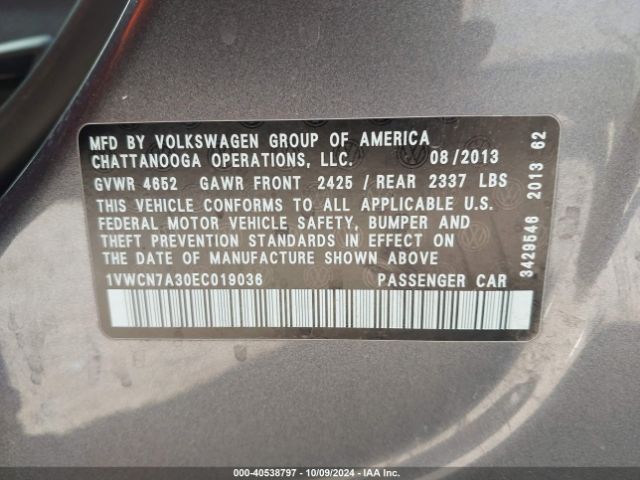 MFD BY VOLKSWAGEN GROUP OF AMERICA
CHATTANOOGA OPERATIONS, LLC. 08/2013
GVWR 4652 GAWR FRONT 2425 / REAR 2337 LBS
THIS VEHICLE CONFORMS TO ALL APPLICABLE U.S.
FEDERAL MOTOR VEHICLE SAFETY, BUMPER AND
THEFT PREVENTION STANDARDS IN EFFECT ON
THE DATE OF MANUFACTURE SHOWN ABOVE
1VWCN7A30EC019036 PASSENGER CAR
3429546 2013 62
000-40538797 - 10/09/2024 - IAA Inc.